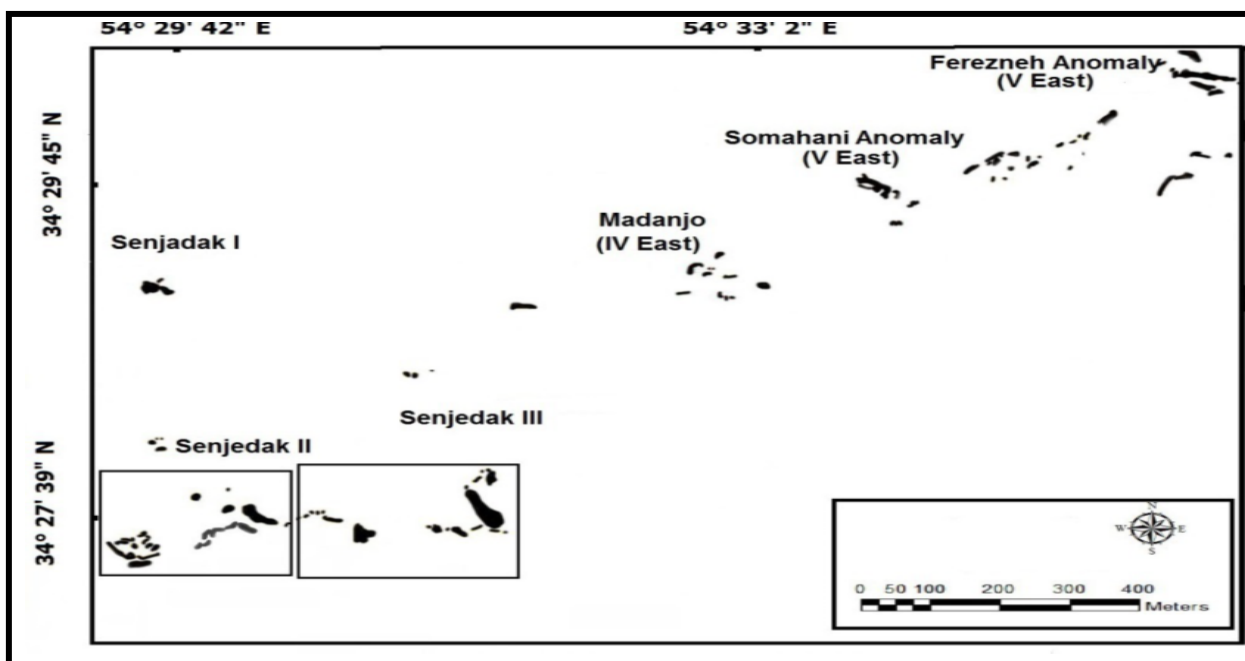 54° 29' 42" E
54° 33' 2" E
Ferezneh Anomaly
(V East)
Somahani Anomaly
(V East)
34° 29' 45" N
Madanjo
(IV East)
Senjadak I
Senjedak III
Senjedak II
34° 27' 39" N
N
W
E
S
0 50 100 200 300 400
Meters